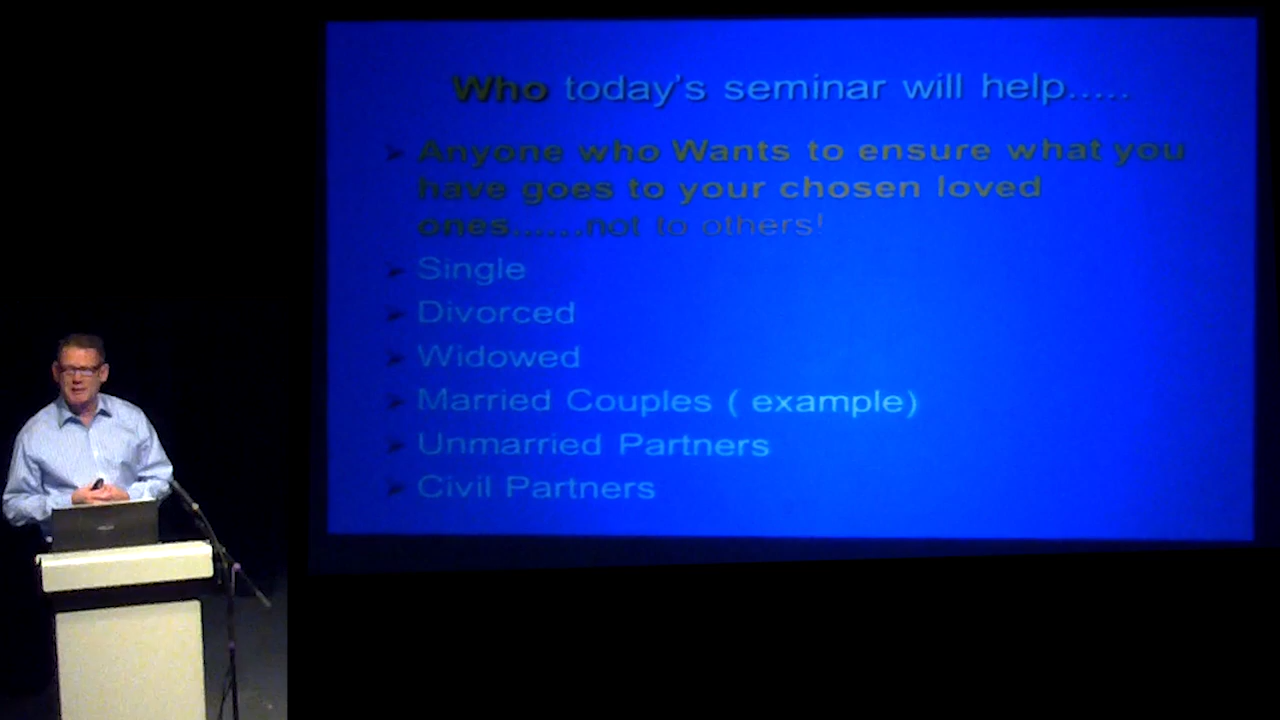 Who today's seminar will help.....
➢ Anyone who Wants to ensure what you
have goes to your chosen loved
ones......not to others!
➢ Single
➢ Divorced
➢ Widowed
➢ Married Couples ( example)
➢ Unmarried Partners
➢ Civil Partners